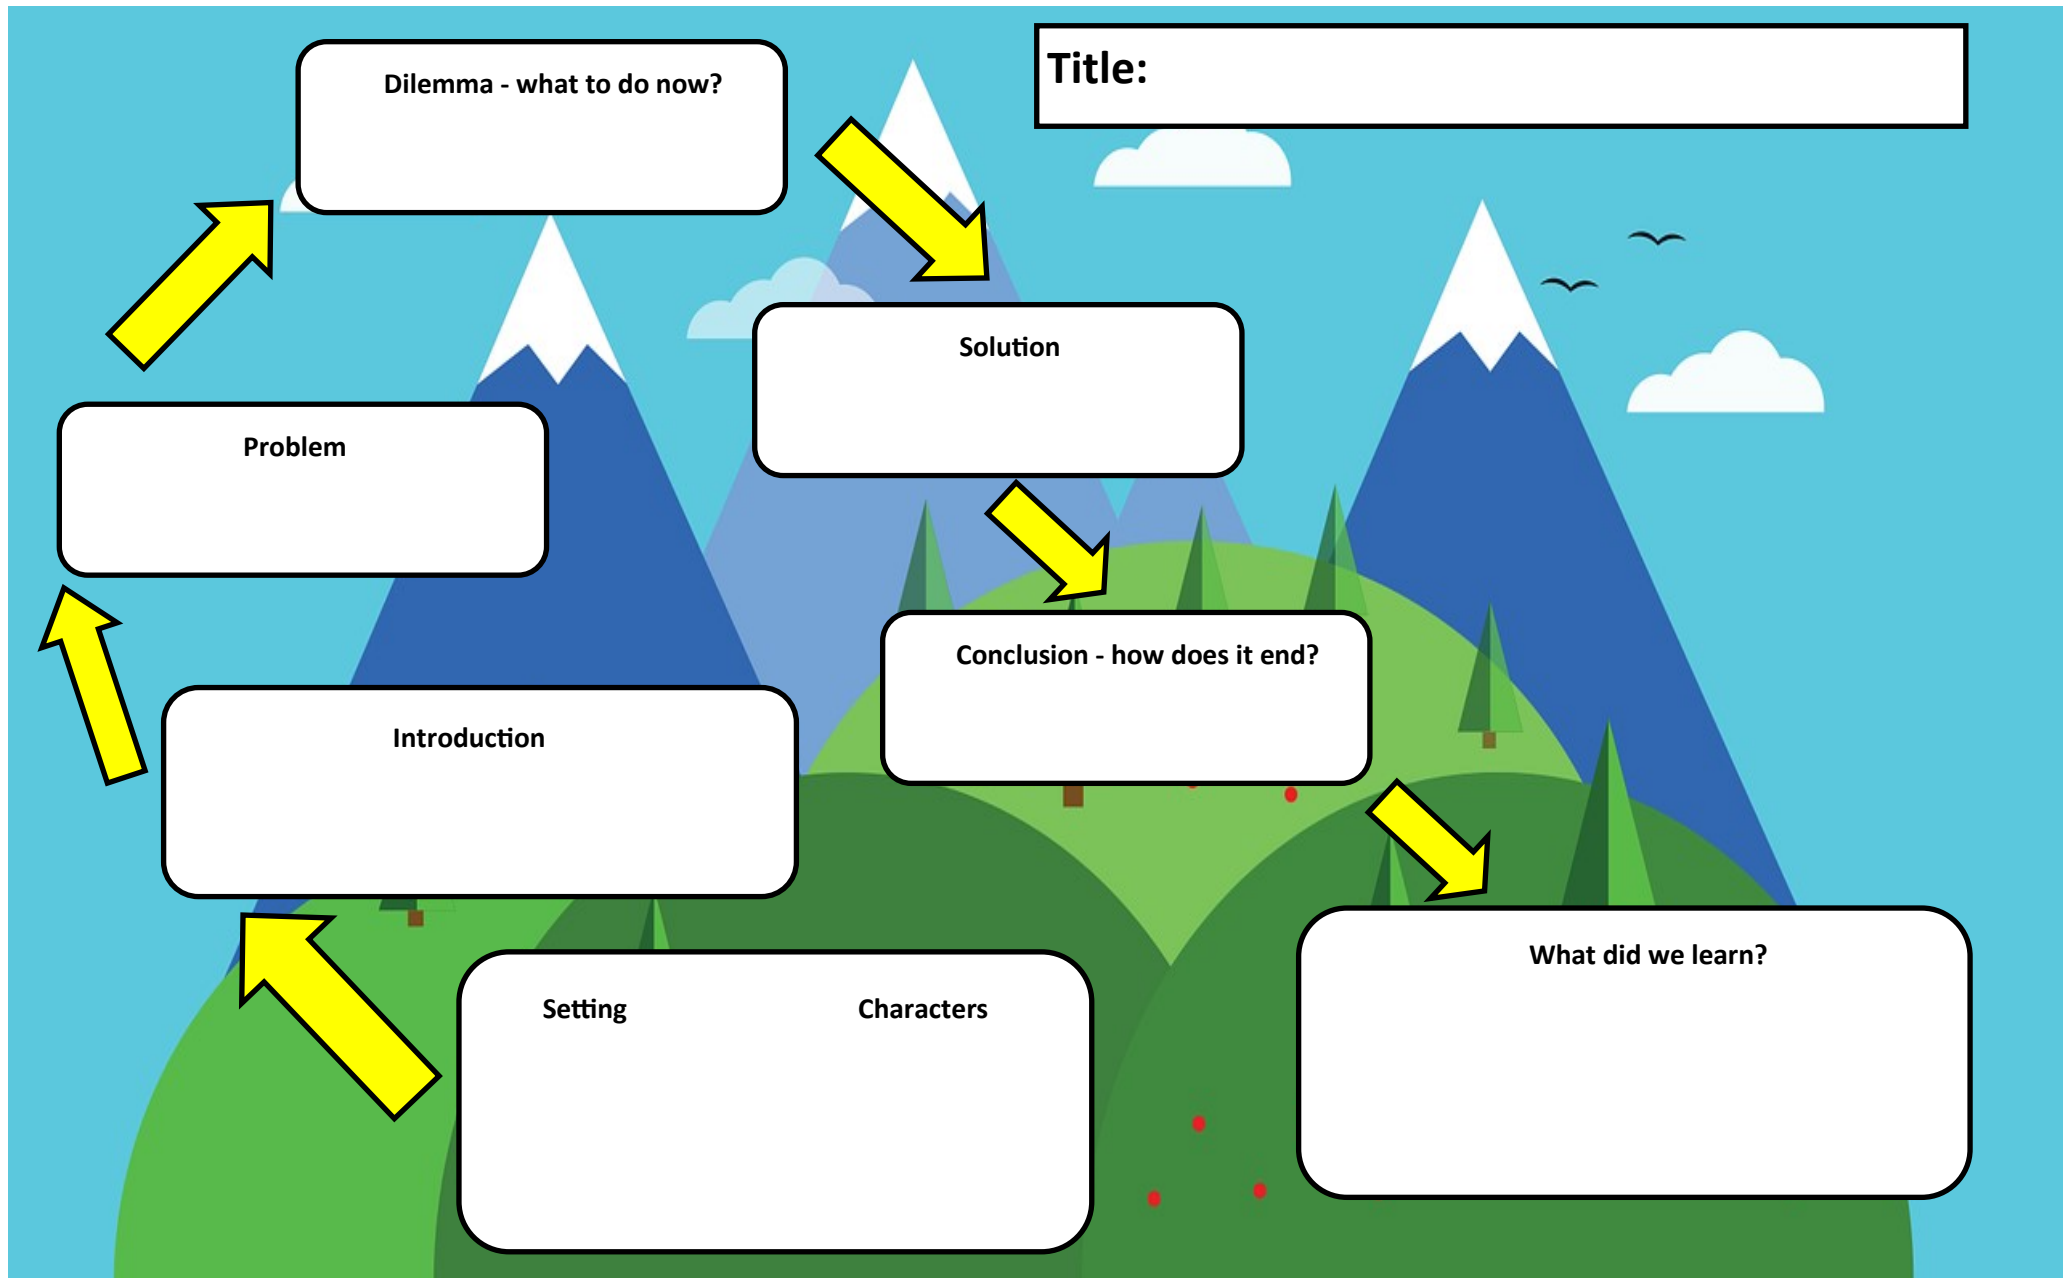 Title:
Dilemma - what to do now?
Solution
Problem
Conclusion - how does it end?
Introduction
What did we learn?
Setting Characters